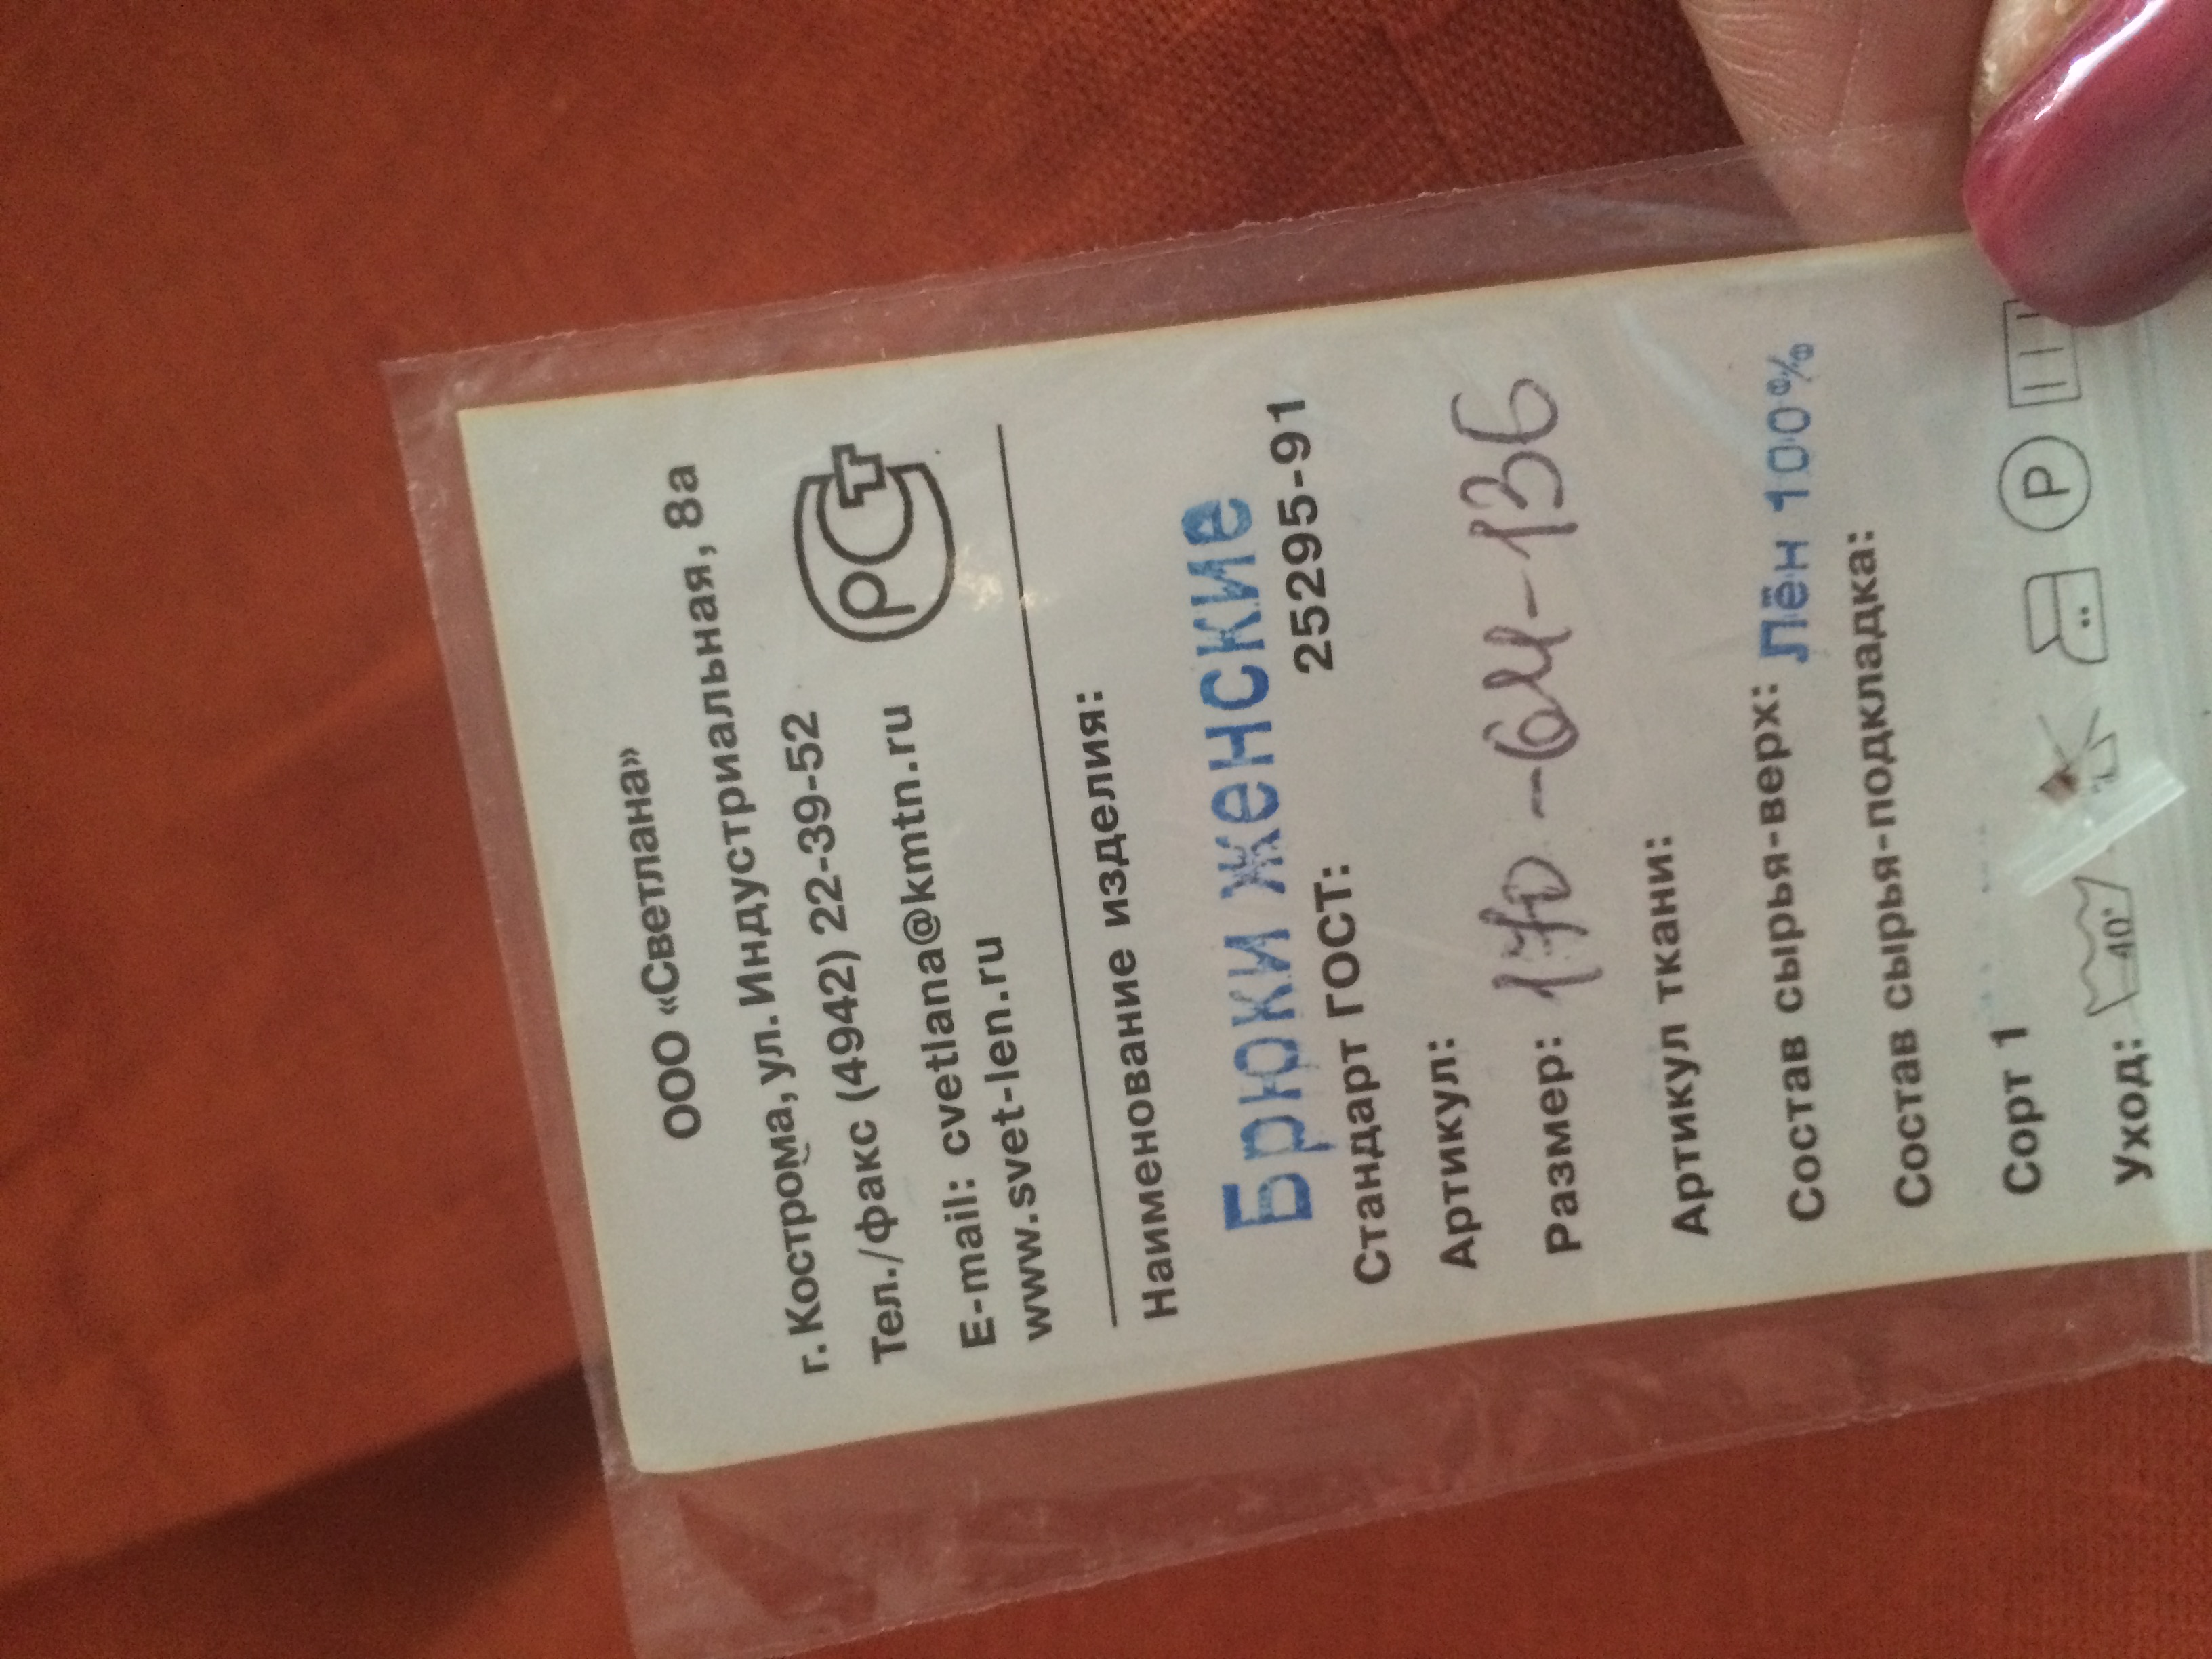 ООО «Светлана»
г. Кострома, ул. Индустриальная, 8а
Тел./факс (4942) 22-39-52
E-mail: cvetlana@kmtn.ru
www.svet-len.ru
РСТ
Наименование изделия:
Брюки женские
Стандарт ГОСТ: 25295-91
Артикул:
Размер: 170-64-136
Артикул ткани:
Состав сырья-верх: Лён 100%
Состав сырья-подкладка:
Сорт 1
Уход: 40° P